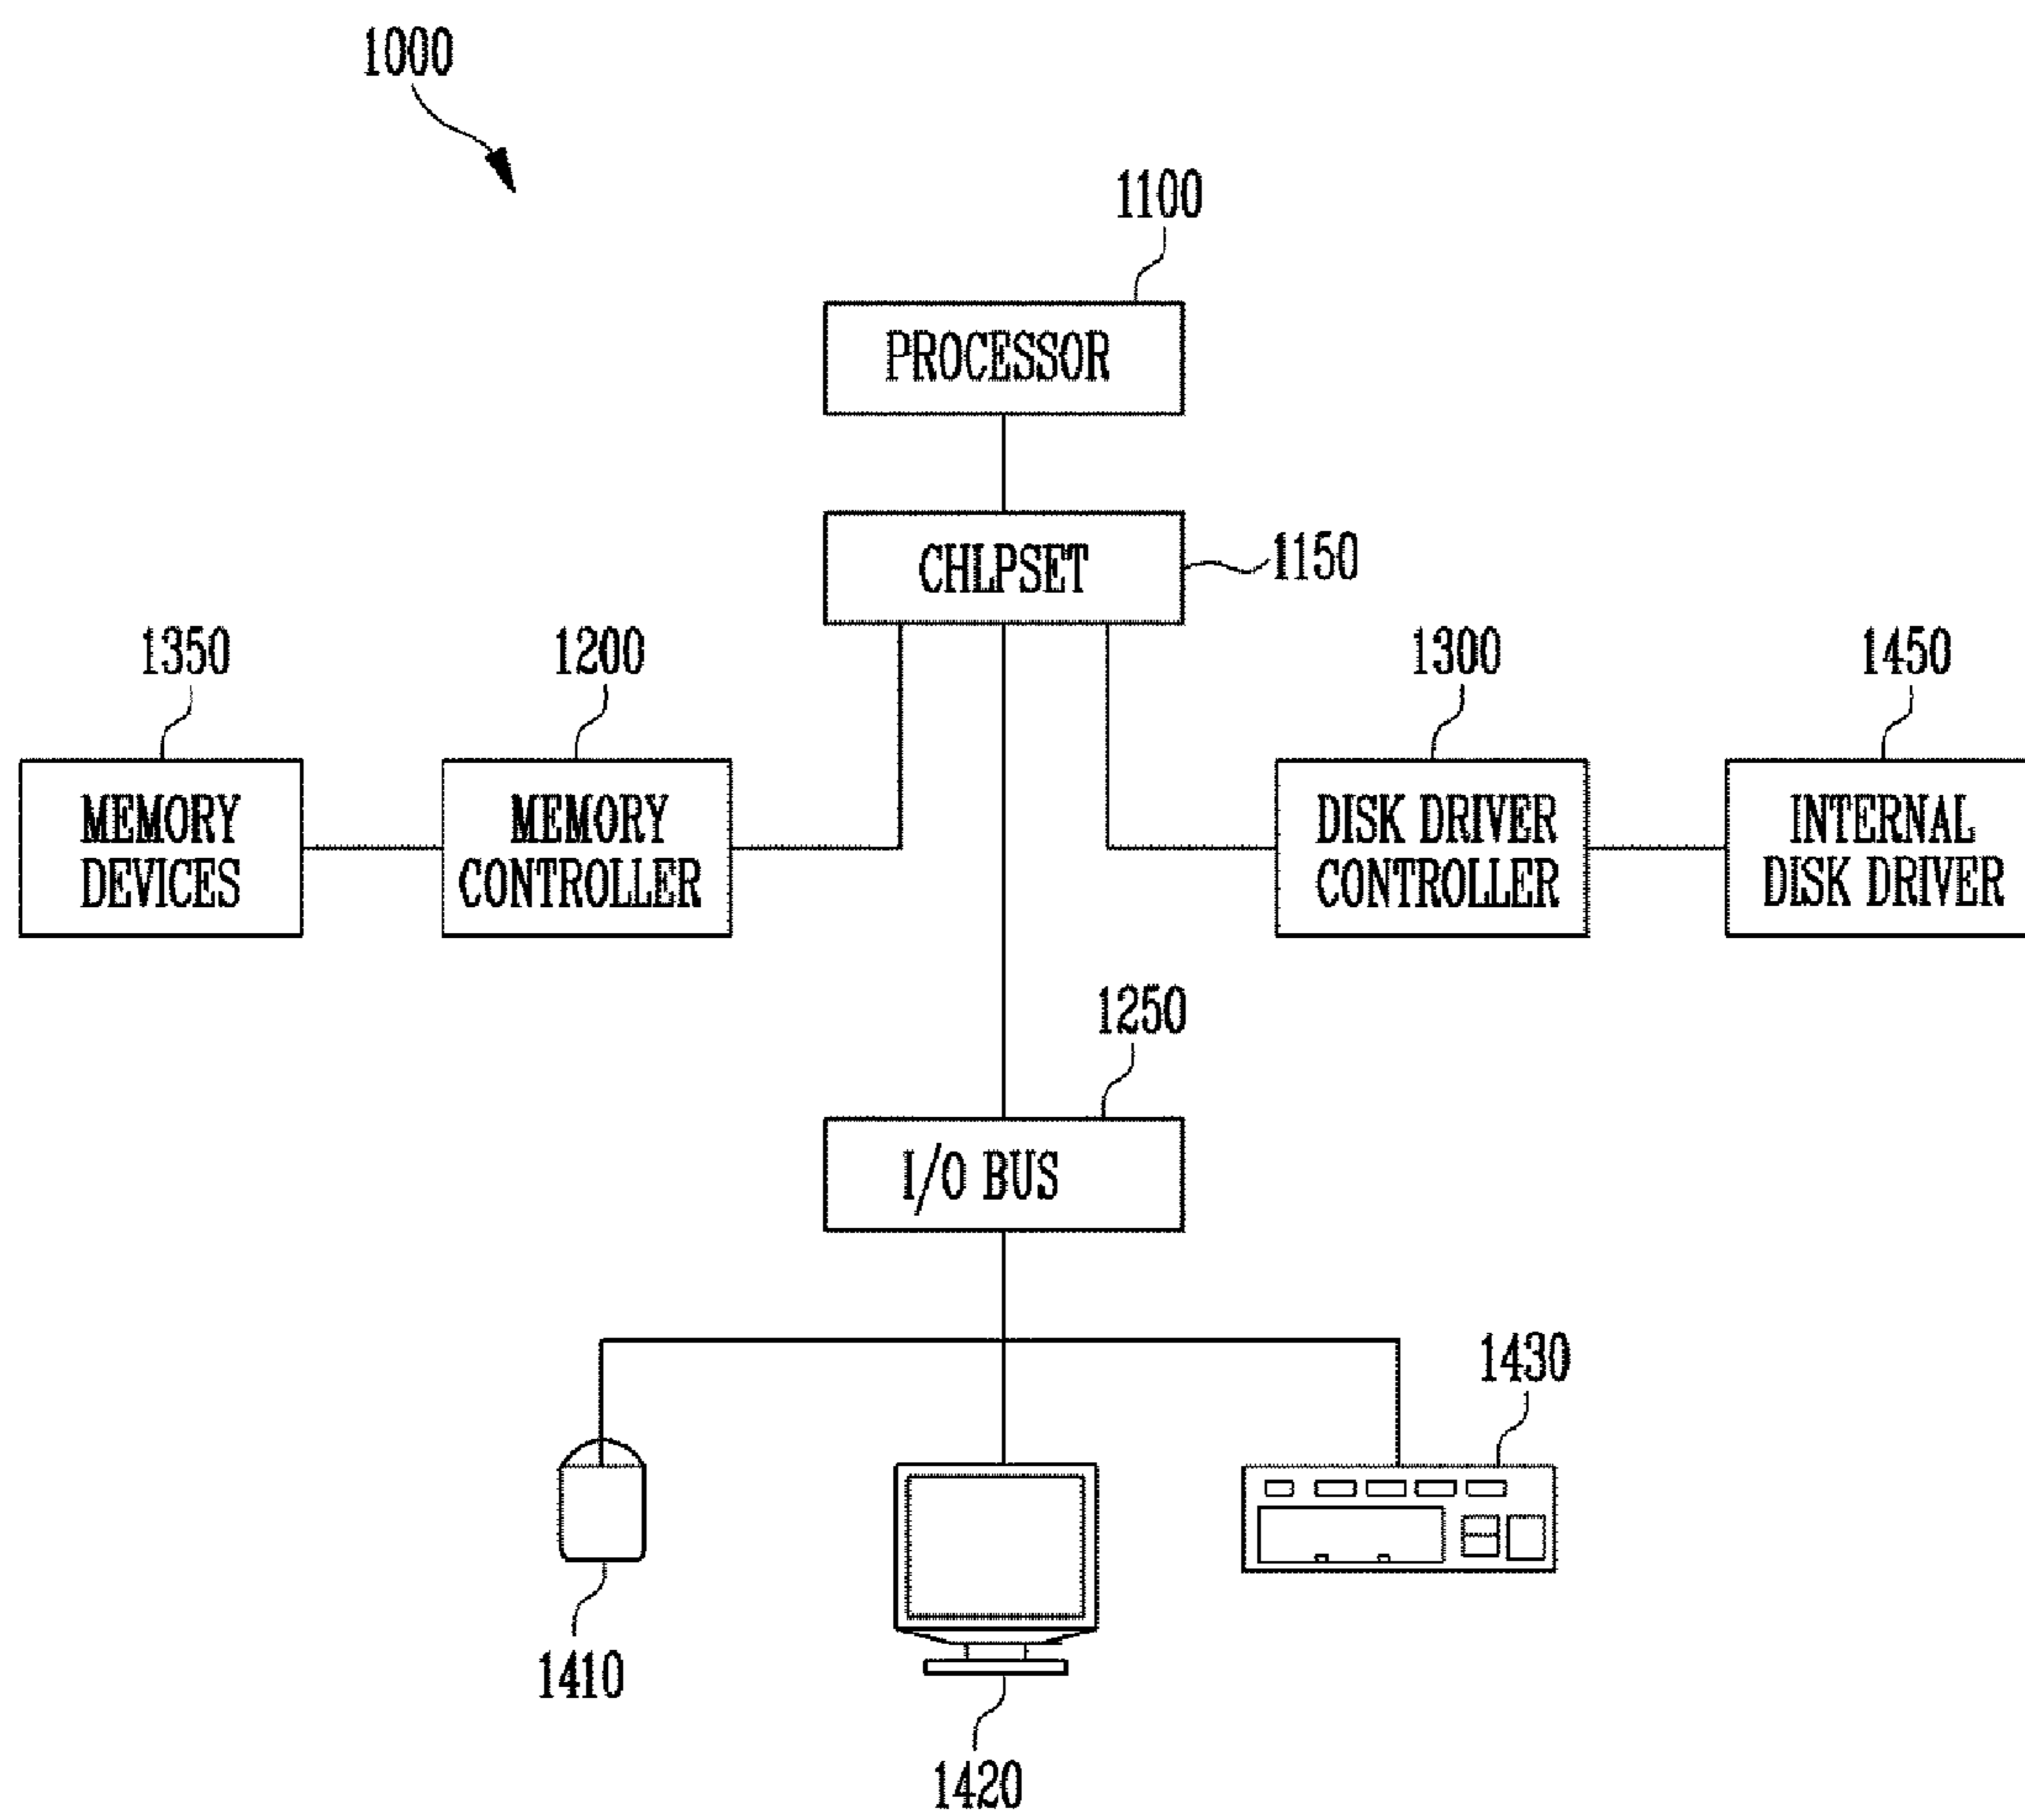 1000
1100
PROCESSOR
CHLPSET
1150
1350
1200
1300
1450
MEMORY
DEVICES
MEMORY
CONTROLLER
DISK DRIVER
CONTROLLER
INTERNAL
DISK DRIVER
1250
I/O BUS
1430
1410
1420